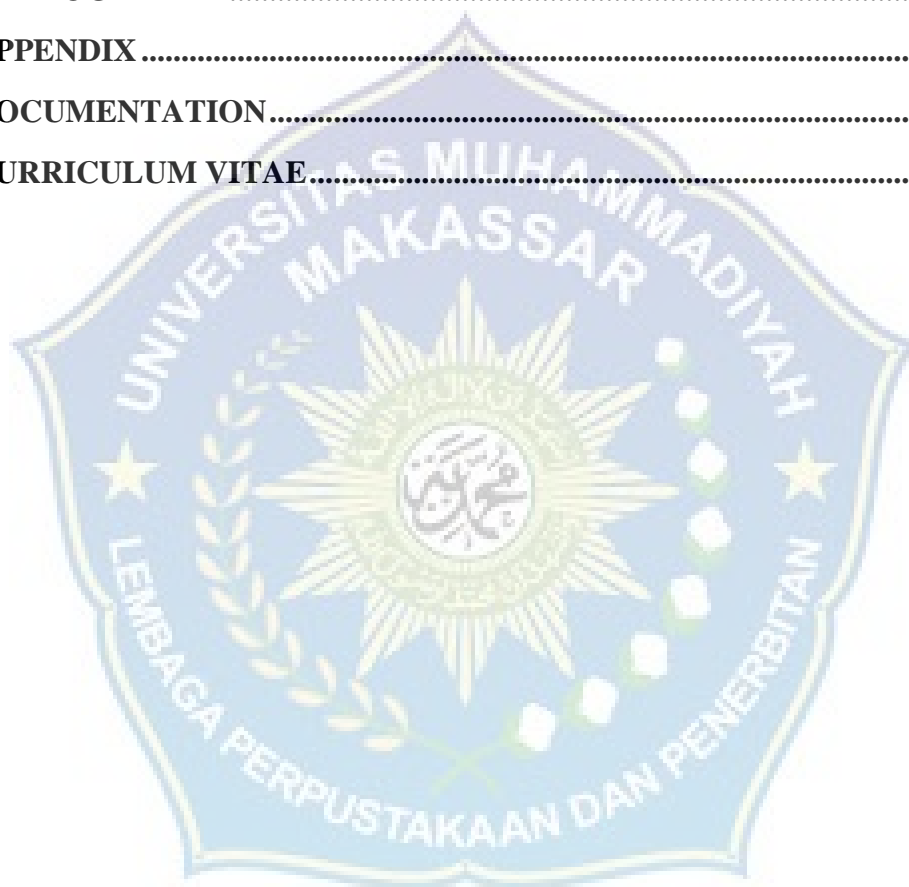 PPENDIX ........................................................................................
OCUMENTATION ........................................................................................
URRICULUM VITAE ........................................................................................
UNIVERSITAS MUHAMMADIYAH
MAKASSAR
LEMBAGA PERPUSTAKAAN DAN PENERBITAN